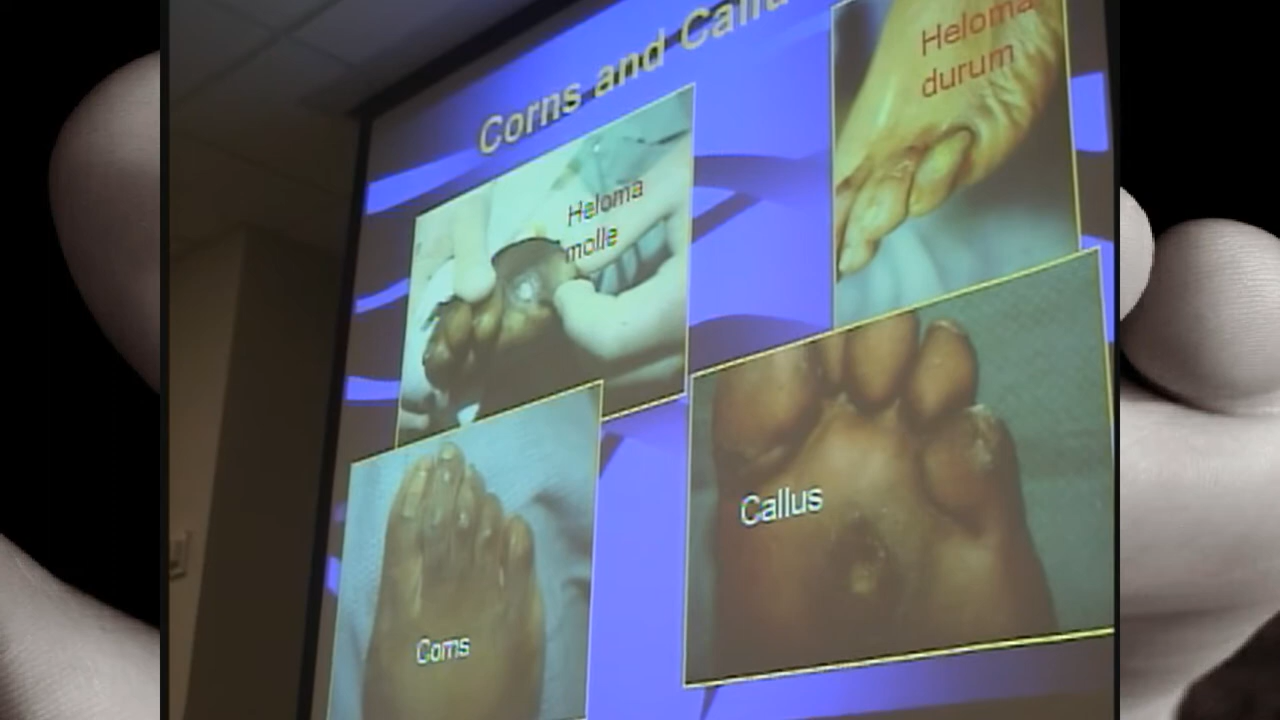 Corns and Callu
Heloma
molle
Heloma
durum
Callus
Corns